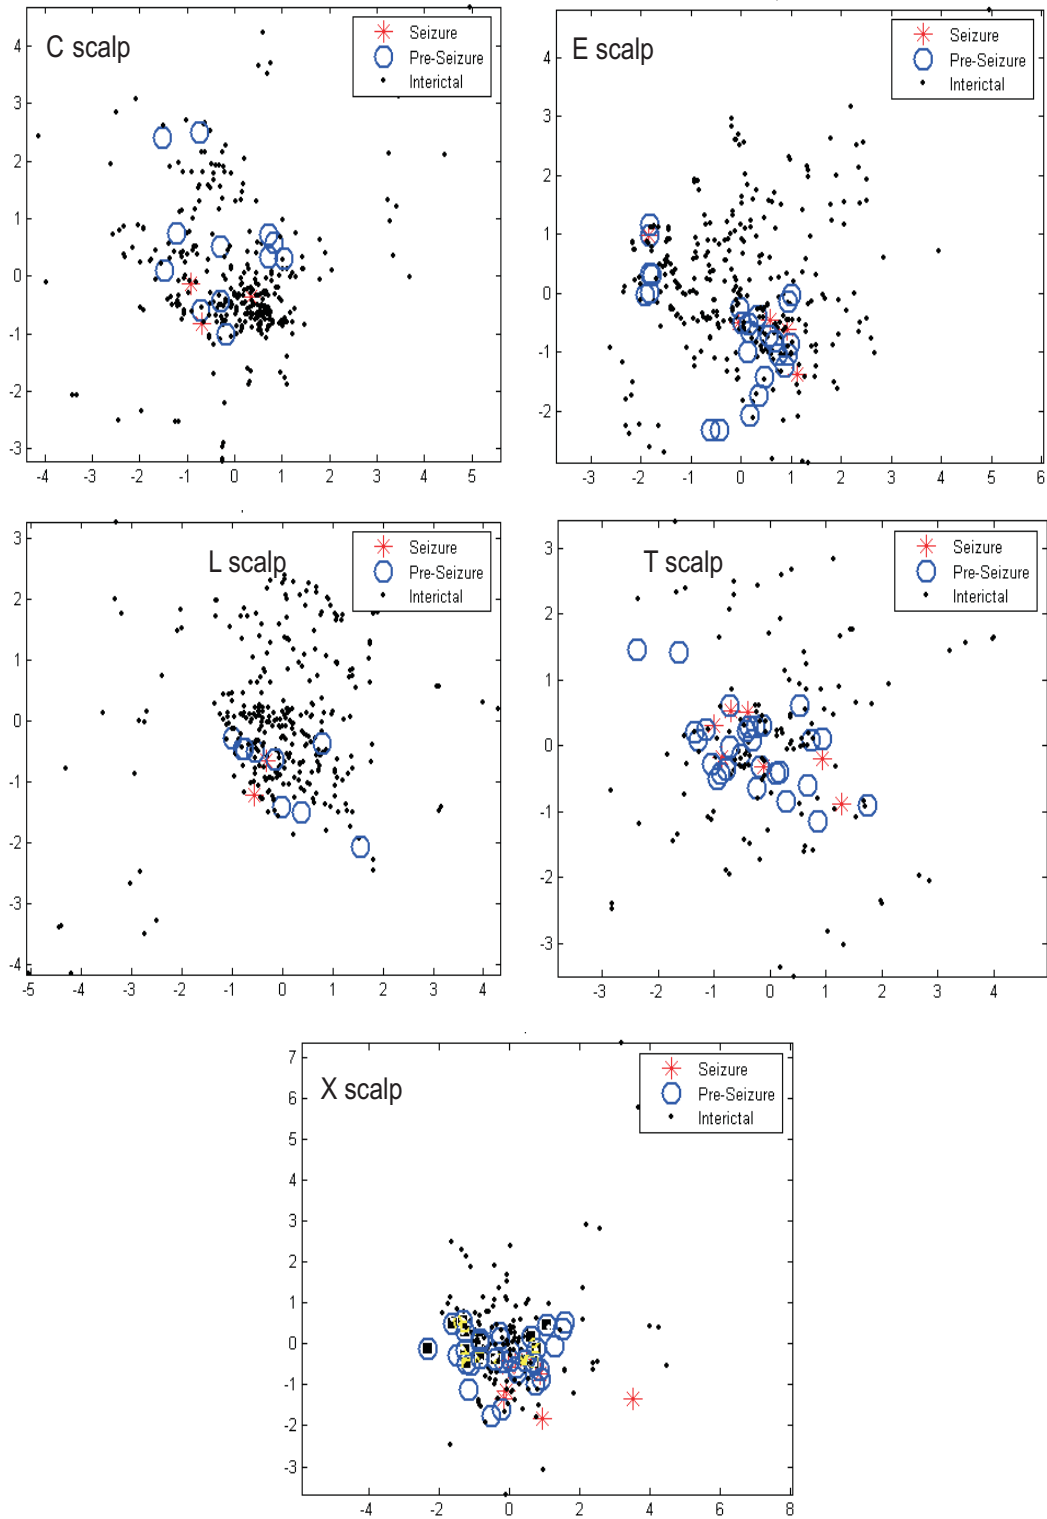 C scalp
Seizure
Pre-Seizure
Interictal
4
3
2
1
0
-1
-2
-3
-4 -3 -2 -1 0 1 2 3 4 5
E scalp
Seizure
Pre-Seizure
Interictal
4
3
2
1
0
-1
-2
-3 -2 -1 0 1 2 3 4 5 6
L scalp
Seizure
Pre-Seizure
Interictal
3
2
1
0
-1
-2
-3
-4
-5 -4 -3 -2 -1 0 1 2 3 4
T scalp
Seizure
Pre-Seizure
Interictal
3
2
1
0
-1
-2
-3
-3 -2 -1 0 1 2 3 4
X scalp
Seizure
Pre-Seizure
Interictal
7
6
5
4
3
2
1
0
-1
-2
-3
-4 -2 0 2 4 6 8